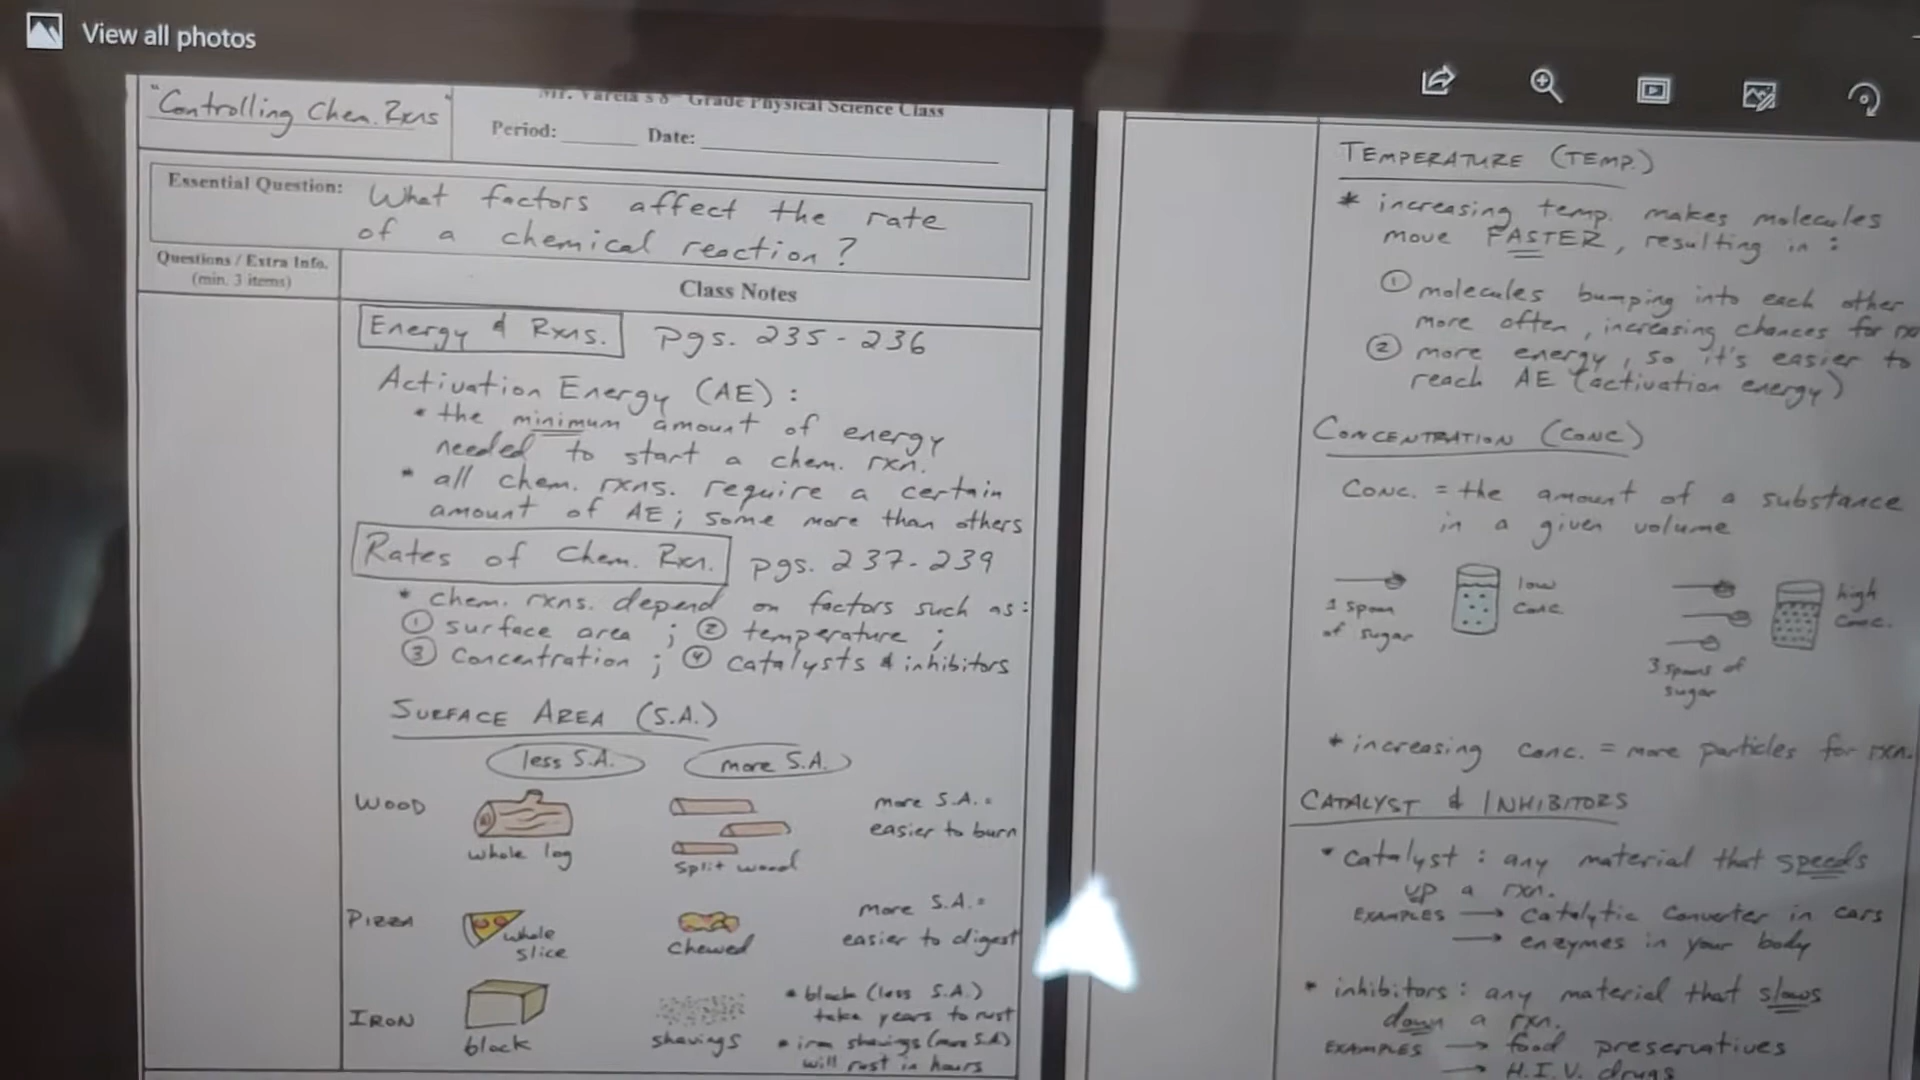 View all photos
"Controlling Chem. Rxns"
Mr. Varela's 8th Grade Physical Science Class
Period: Date:
Essential Question: What factors affect the rate
of a chemical reaction?
Questions / Extra Info.
(min. 3 items)
Class Notes
Energy & Rxns. pgs. 235-236
Activation Energy (AE):
• the minimum amount of energy
needed to start a chem. rxn.
• all chem. rxns. require a certain
amount of AE; some more than others
Rates of Chem. Rxn. pgs. 237-239
* chem. rxns. depend on factors such as:
① surface area ; ② temperature ;
③ concentration ; ④ catalysts & inhibitors
SURFACE AREA (S.A.)
less S.A. more S.A.
WOOD
whole log
split wood
more S.A. =
easier to burn
PIZZA
whole
slice
chewed
more S.A. =
easier to digest
IRON
block
shavings
• block (less S.A.)
take years to rust
• iron shavings (more S.A)
will rust in hours
TEMPERATURE (TEMP.)
* increasing temp. makes molecules
move FASTER, resulting in :
① molecules bumping into each other
more often, increasing chances for rxn
② more energy, so it's easier to
reach AE (activation energy)
CONCENTRATION (CONC)
CONC. = the amount of a substance
in a given volume
1 spoon
of sugar
low
conc.
3 spoons of
sugar
high
conc.
* increasing conc. = more particles for rxn.
CATALYST & INHIBITORS
• catalyst : any material that speeds
up a rxn.
EXAMPLES → catalytic converter in cars
→ enzymes in your body
• inhibitors : any material that slows
down a rxn.
EXAMPLES → food preservatives
→ H.I.V. drugs